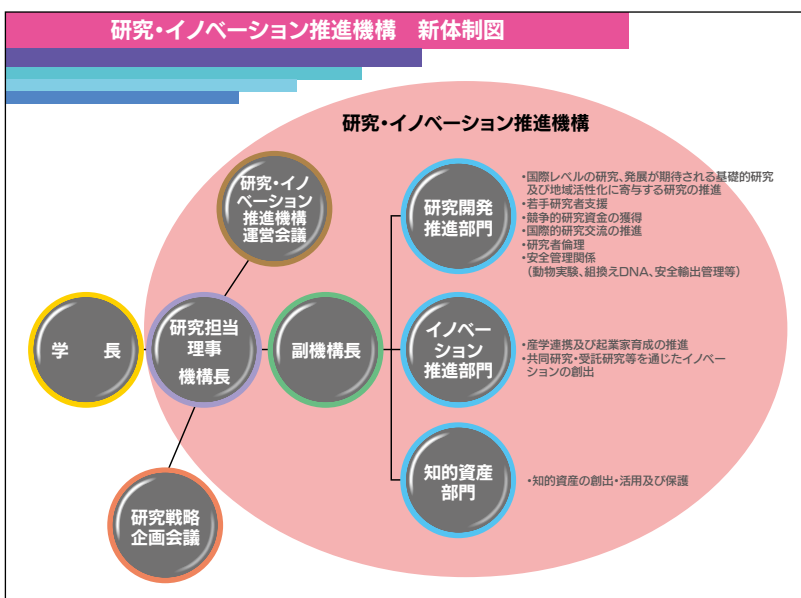 研究・イノベーション推進機構　新体制図
研究・イノベーション推進機構
研究・イノ
ベーション
推進機構
運営会議
学　長
研究担当
理事
機構長
副機構長
研究戦略
企画会議
研究開発
推進部門
・国際レベルの研究、発展が期待される基礎的研究
及び地域活性化に寄与する研究の推進
・若手研究者支援
・競争的研究資金の獲得
・国際的研究交流の推進
・研究者倫理
・安全管理関係
（動物実験、組換えDNA、安全輸出管理等）
イノベー
ション
推進部門
・産学連携及び起業家育成の推進
・共同研究・受託研究等を通じたイノベー
ションの創出
知的資産
部門
・知的資産の創出・活用及び保護